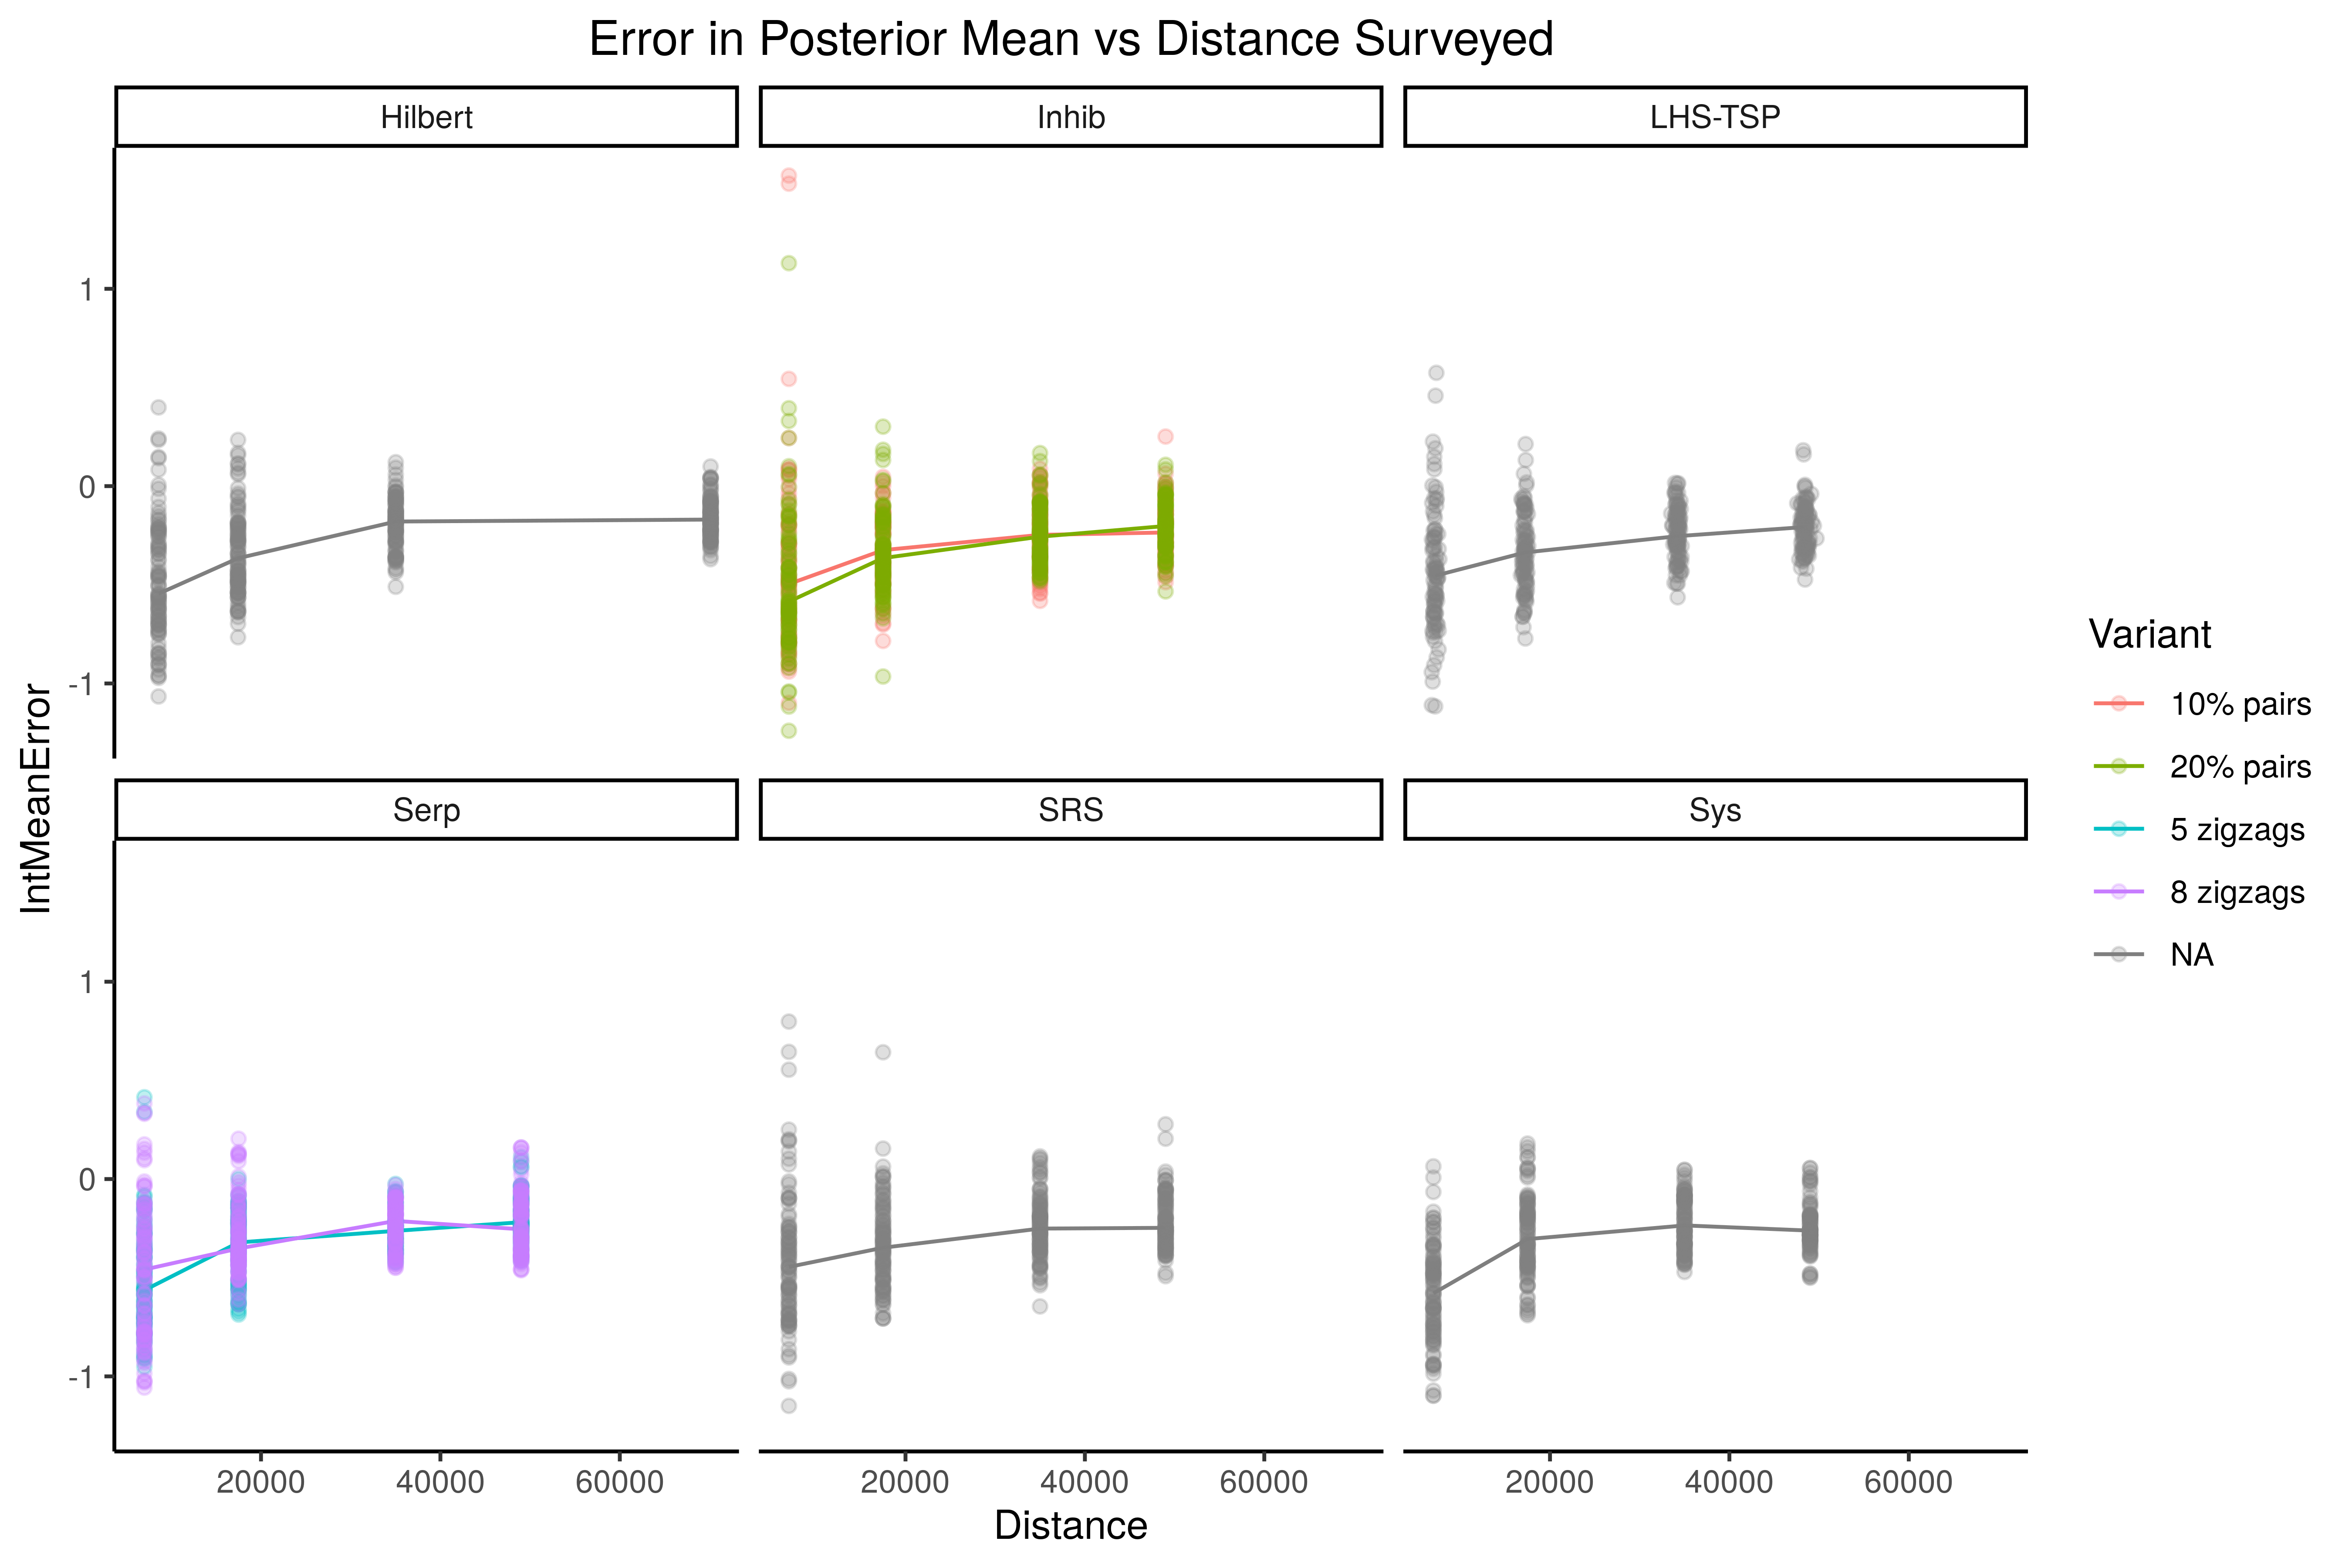 Error in Posterior Mean vs Distance Surveyed
Hilbert
Inhib
LHS-TSP
1
0
-1
Serp
SRS
Sys
1
0
-1
20000
40000
60000
20000
40000
60000
20000
40000
60000
Distance
IntMeanError
Variant
10% pairs
20% pairs
5 zigzags
8 zigzags
NA